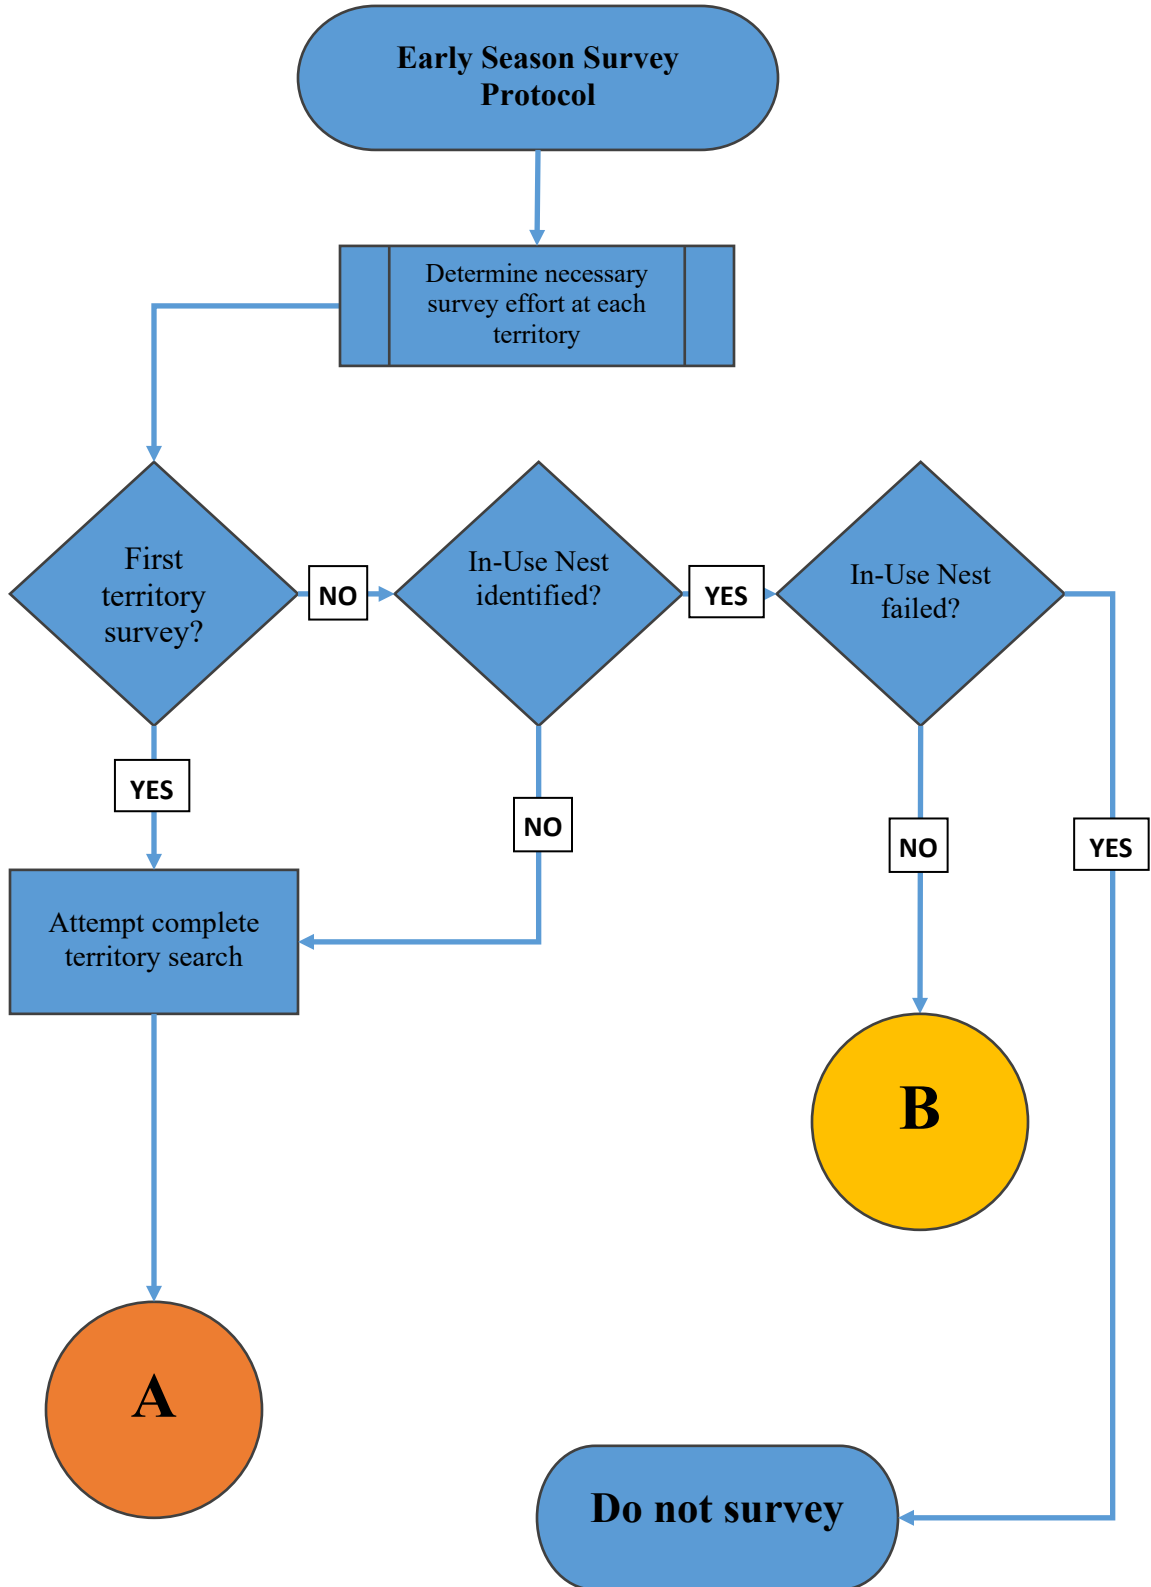 Early Season Survey
Protocol
Determine necessary
survey effort at each
territory
First
territory
survey?
NO
In-Use Nest
identified?
YES
In-Use Nest
failed?
YES
NO
NO
YES
Attempt complete
territory search
B
A
Do not survey